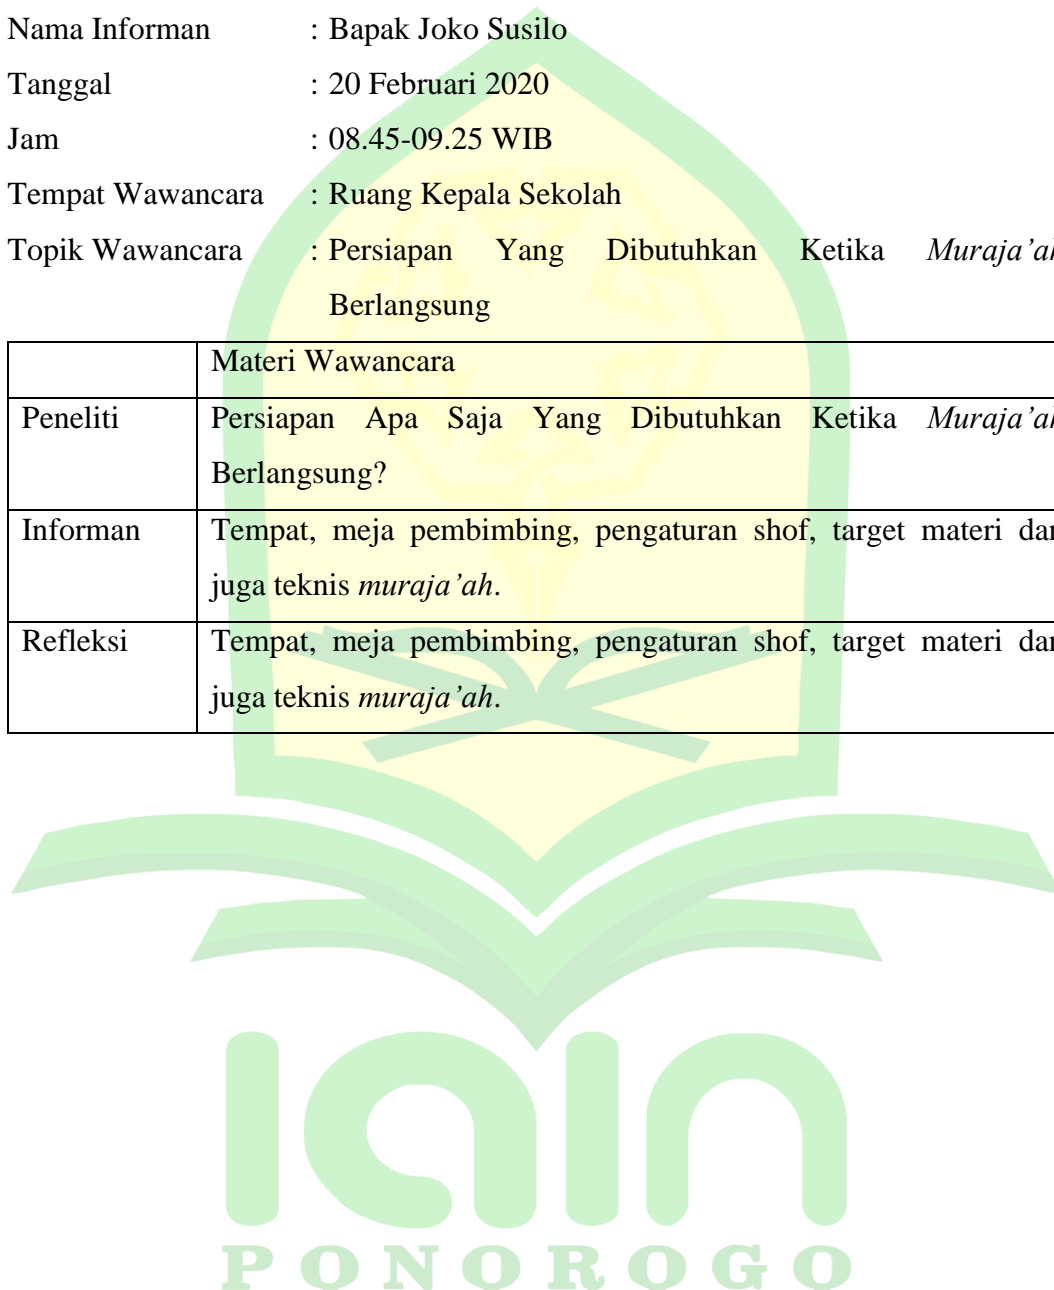 Nama Informan : Bapak Joko Susilo
Tanggal : 20 Februari 2020
Jam : 08.45-09.25 WIB
Tempat Wawancara : Ruang Kepala Sekolah
Topik Wawancara : Persiapan Yang Dibutuhkan Ketika Muraja’ah
Berlangsung
Materi Wawancara
Peneliti Persiapan Apa Saja Yang Dibutuhkan Ketika Muraja’ah
Berlangsung?
Informan Tempat, meja pembimbing, pengaturan shof, target materi dan
juga teknis muraja’ah.
Refleksi Tempat, meja pembimbing, pengaturan shof, target materi dan
juga teknis muraja’ah.
iain
PONOROGO